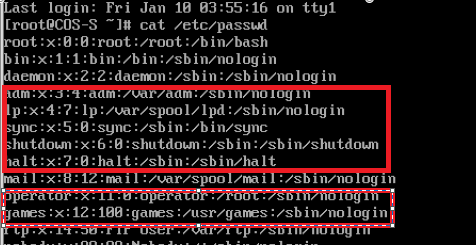 Last login: Fri Jan 10 03:55:16 on tty1
[root@COS-S ~]# cat /etc/passwd
root:x:0:0:root:/root:/bin/bash
bin:x:1:1:bin:/bin:/sbin/nologin
daemon:x:2:2:daemon:/sbin:/sbin/nologin
adm:x:3:4:adm:/var/adm:/sbin/nologin
lp:x:4:7:lp:/var/spool/lpd:/sbin/nologin
sync:x:5:0:sync:/sbin:/bin/sync
shutdown:x:6:0:shutdown:/sbin:/sbin/shutdown
halt:x:7:0:halt:/sbin:/sbin/halt
mail:x:8:12:mail:/var/spool/mail:/sbin/nologin
operator:x:11:0:operator:/root:/sbin/nologin
games:x:12:100:games:/usr/games:/sbin/nologin
ftp:x:14:50:FTP User:/var/ftp:/sbin/nologin